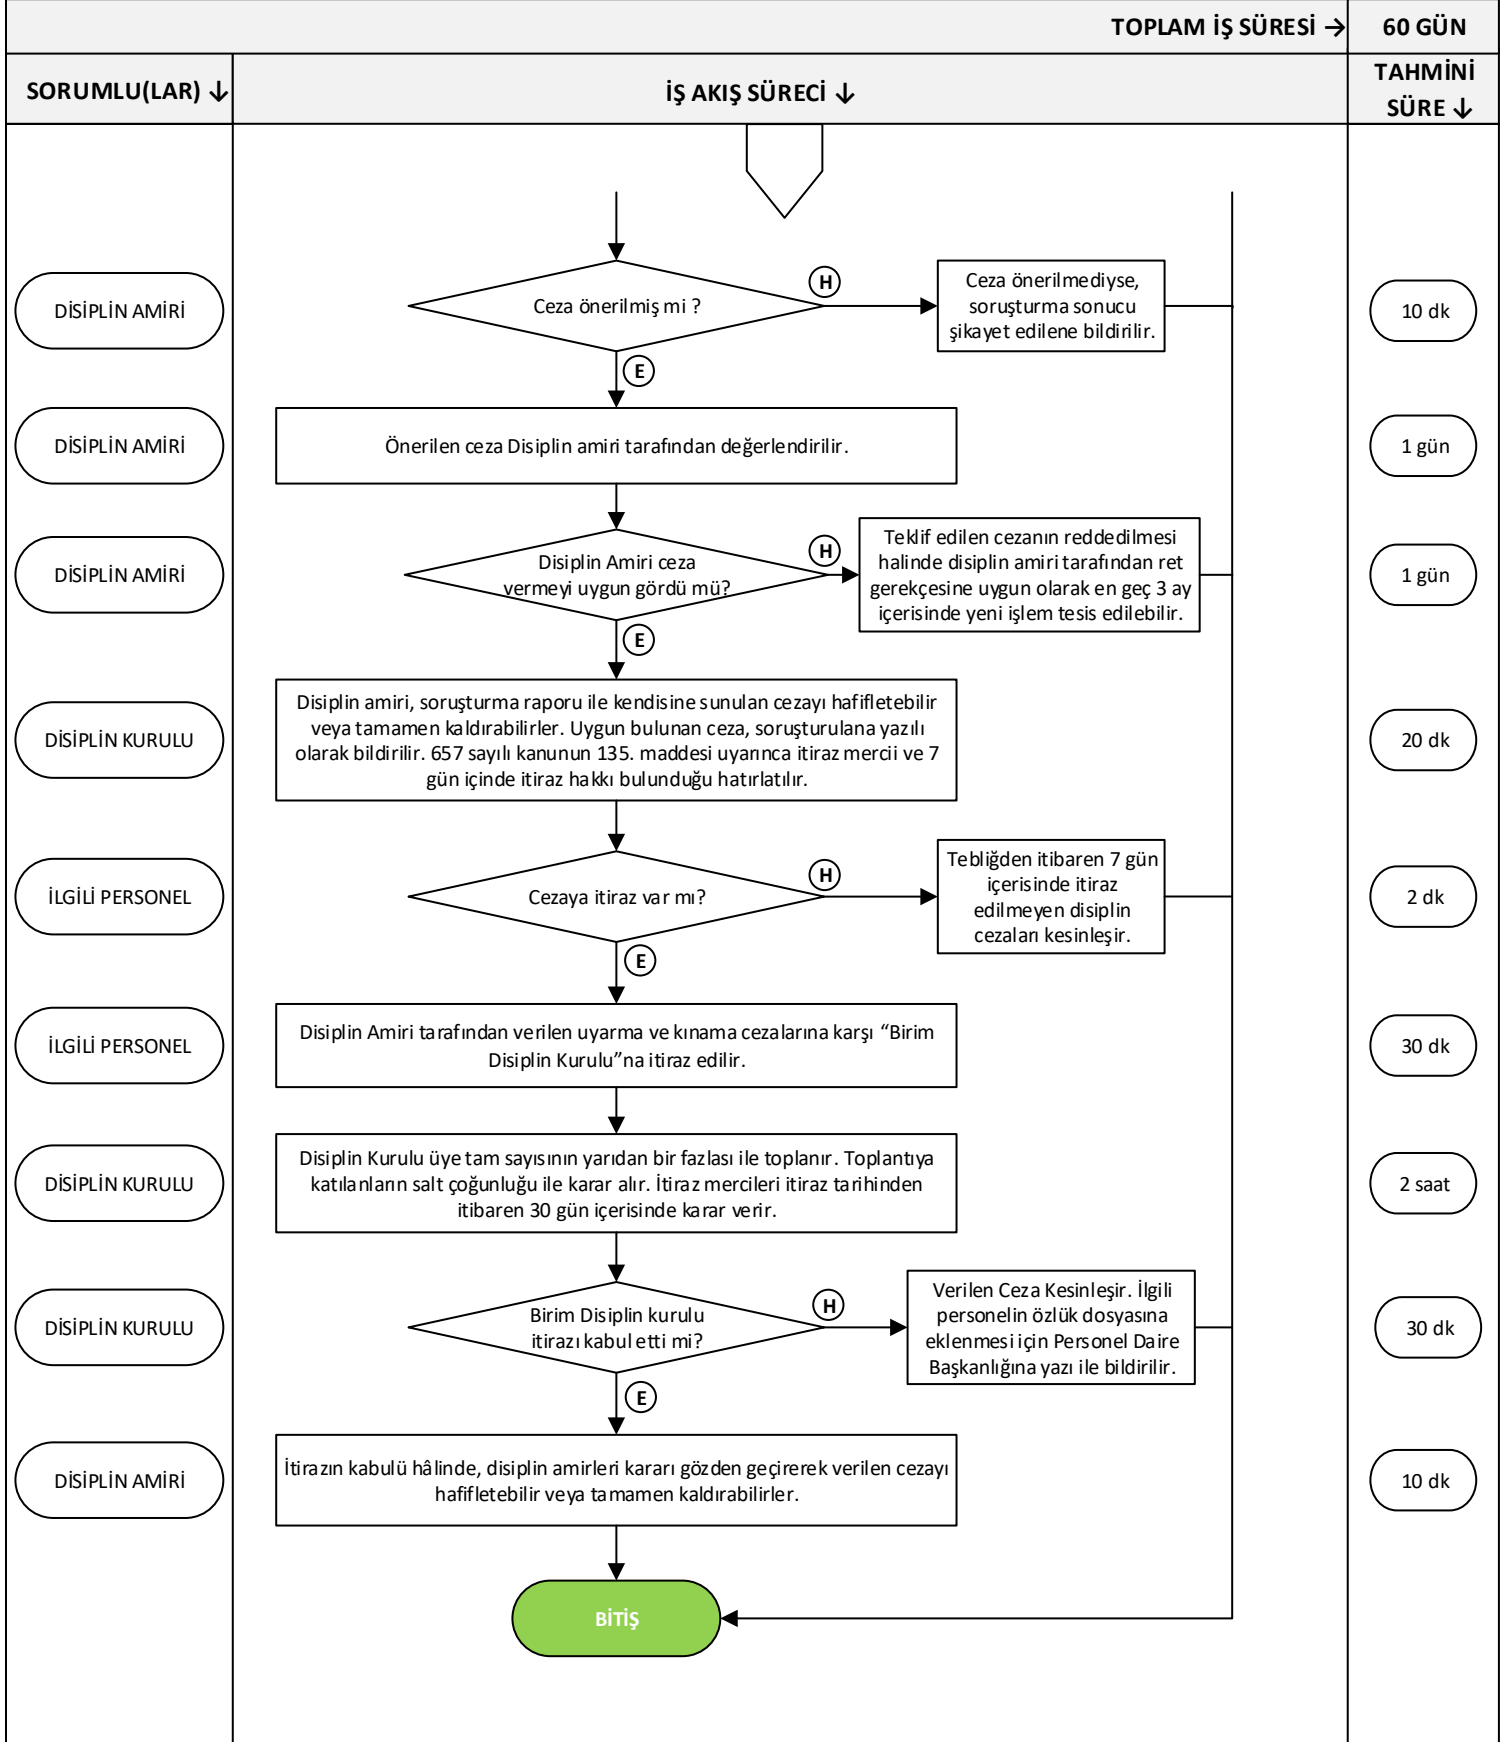 TOPLAM İŞ SÜRESİ →
60 GÜN
SORUMLU(LAR) ↓
İŞ AKIŞ SÜRECİ ↓
TAHMİNİ
SÜRE ↓
DİSİPLİN AMİRİ
Ceza önerilmiş mi ?
H
Ceza önerilmediyse,
soruşturma sonucu
şikayet edilene bildirilir.
10 dk
E
DİSİPLİN AMİRİ
Önerilen ceza Disiplin amiri tarafından değerlendirilir.
1 gün
DİSİPLİN AMİRİ
Disiplin Amiri ceza
vermeyi uygun gördü mü?
H
Teklif edilen cezanın reddedilmesi
halinde disiplin amiri tarafından ret
gerekçesine uygun olarak en geç 3 ay
içerisinde yeni işlem tesis edilebilir.
1 gün
E
DİSİPLİN KURULU
Disiplin amiri, soruşturma raporu ile kendisine sunulan cezayı hafifletebilir
veya tamamen kaldırabilirler. Uygun bulunan ceza, soruşturulana yazılı
olarak bildirilir. 657 sayılı kanunun 135. maddesi uyarınca itiraz mercii ve 7
gün içinde itiraz hakkı bulunduğu hatırlatılır.
20 dk
İLGİLİ PERSONEL
Cezaya itiraz var mı?
H
Tebliğden itibaren 7 gün
içerisinde itiraz
edilmeyen disiplin
cezaları kesinleşir.
2 dk
E
İLGİLİ PERSONEL
Disiplin Amiri tarafından verilen uyarma ve kınama cezalarına karşı “Birim
Disiplin Kurulu”na itiraz edilir.
30 dk
DİSİPLİN KURULU
Disiplin Kurulu üye tam sayısının yarıdan bir fazlası ile toplanır. Toplantıya
katılanların salt çoğunluğu ile karar alır. İtiraz mercileri itiraz tarihinden
itibaren 30 gün içerisinde karar verir.
2 saat
DİSİPLİN KURULU
Birim Disiplin kurulu
itirazı kabul etti mi?
H
Verilen Ceza Kesinleşir. İlgili
personelin özlük dosyasına
eklenmesi için Personel Daire
Başkanlığına yazı ile bildirilir.
30 dk
E
DİSİPLİN AMİRİ
İtirazın kabulü hâlinde, disiplin amirleri kararı gözden geçirerek verilen cezayı
hafifletebilir veya tamamen kaldırabilirler.
10 dk
BİTİŞ